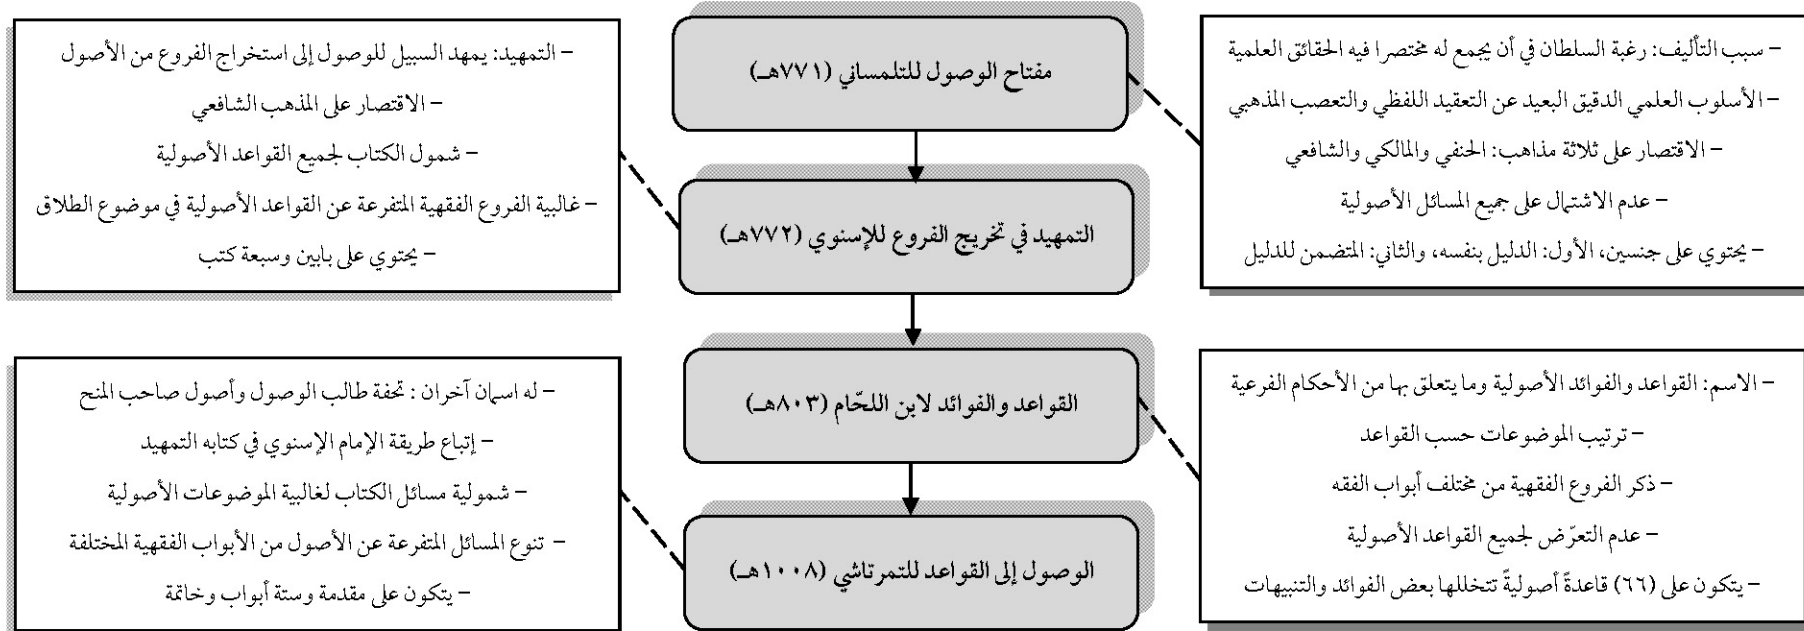 مفتاح الوصول للتلمساني (٧٧١هـ)
– سبب التأليف: رغبة السلطان في أن يجمع له مختصرا فيه الحقائق العلمية
– الأسلوب العلمي الدقيق البعيد عن التعقيد اللفظي والتعصب المذهبي
– الاقتصار على ثلاثة مذاهب: الحنفي والمالكي والشافعي
– عدم الاشتمال على جميع المسائل الأصولية
– يحتوي على جنسين، الأول: الدليل بنفسه، والثاني: المتضمن للدليل
التمهيد في تخريج الفروع للإسنوي (٧٧٢هـ)
– التمهيد: يمهد السبيل للوصول إلى استخراج الفروع من الأصول
– الاقتصار على المذهب الشافعي
– شمول الكتاب لجميع القواعد الأصولية
– غالبية الفروع الفقهية المتفرعة عن القواعد الأصولية في موضوع الطلاق
– يحتوي على بابين وسبعة كتب
القواعد والفوائد لابن اللحّام (٨٠٣هـ)
– الاسم: القواعد والفوائد الأصولية وما يتعلق بها من الأحكام الفرعية
– ترتيب الموضوعات حسب القواعد
– ذكر الفروع الفقهية من مختلف أبواب الفقه
– عدم التعرّض لجميع القواعد الأصولية
– يتكون على (٦٦) قاعدةً أصوليةً تتخللها بعض الفوائد والتنبيهات
الوصول إلى القواعد للتمرتاشي (١٠٠٨هـ)
– له اسمان آخران : تحفة طالب الوصول وأصول صاحب المنح
– إتباع طريقة الإمام الإسنوي في كتابه التمهيد
– شمولية مسائل الكتاب لغالبية الموضوعات الأصولية
– تنوع المسائل المتفرعة عن الأصول من الأبواب الفقهية المختلفة
– يتكون على مقدمة وستة أبواب وخاتمة